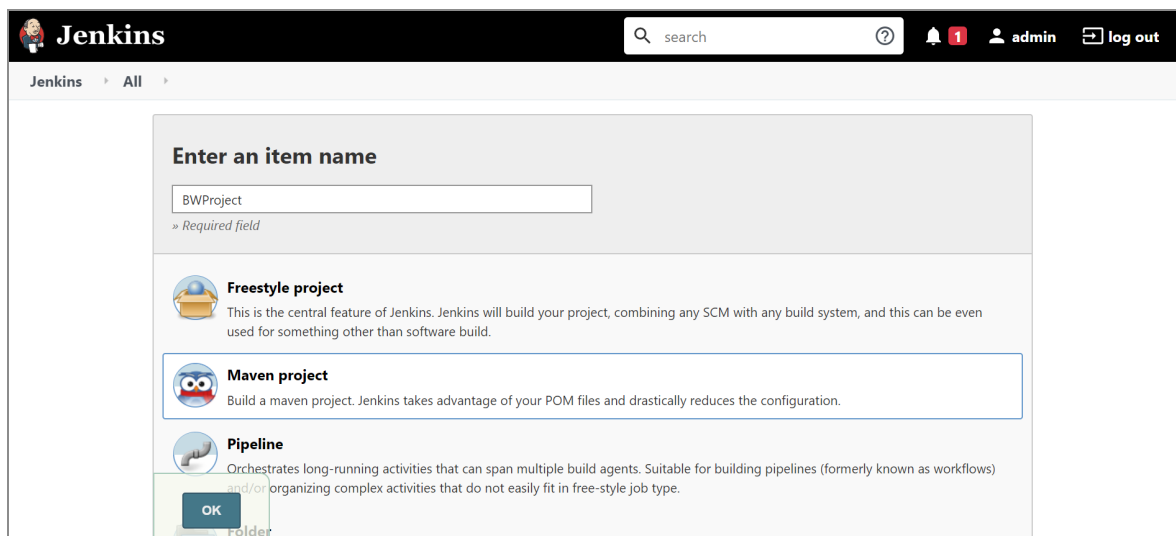 Jenkins
search
1
admin
log out
Jenkins
All
Enter an item name
BWProject
» Required field
Freestyle project
This is the central feature of Jenkins. Jenkins will build your project, combining any SCM with any build system, and this can be even
used for something other than software build.
Maven project
Build a maven project. Jenkins takes advantage of your POM files and drastically reduces the configuration.
Pipeline
Orchestrates long-running activities that can span multiple build agents. Suitable for building pipelines (formerly known as workflows)
and/or organizing complex activities that do not easily fit in free-style job type.
OK
Folder